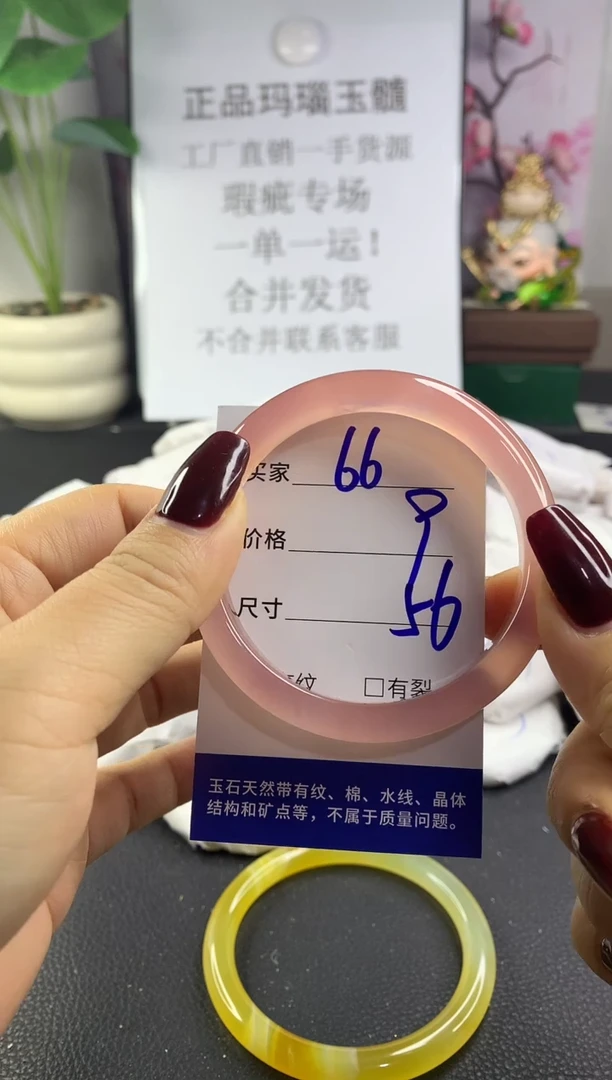 正品玛瑙玉髓
工厂直销一手货源
瑕疵专场
一单一运！
合并发货
不合并联系客服
买家 66
价格
尺寸 56
纹 □有裂
玉石天然带有纹、棉、水线、晶体
结构和矿点等，不属于质量问题。